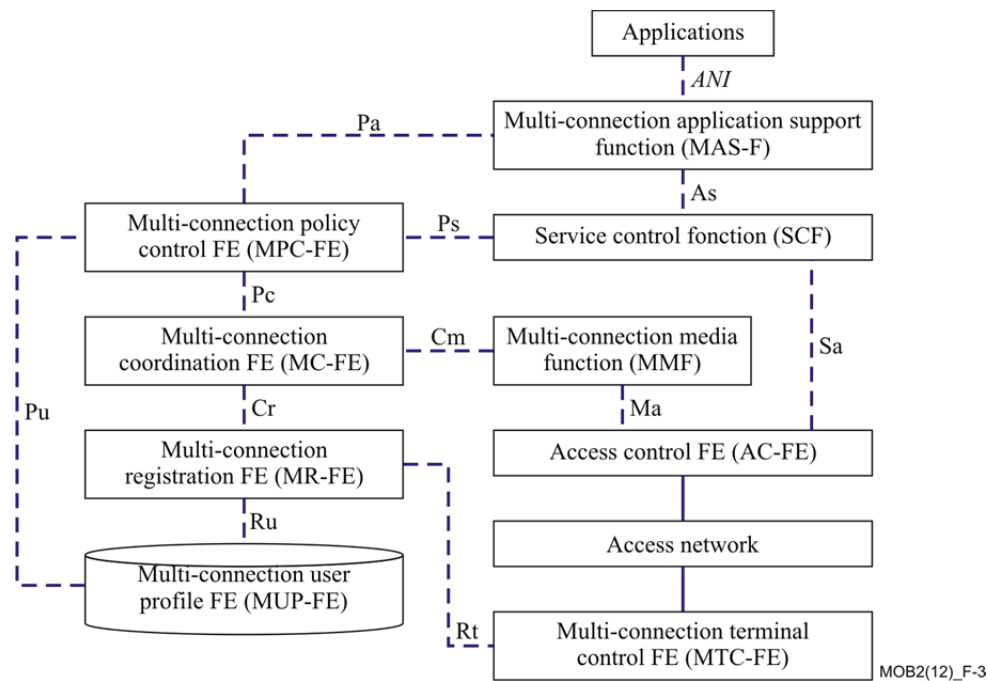 Applications
ANI
Multi-connection application support
function (MAS-F)
Pa
As
Multi-connection policy
control FE (MPC-FE)
Ps
Service control fonction (SCF)
Pc
Multi-connection
coordination FE (MC-FE)
Cm
Multi-connection media
function (MMF)
Sa
Cr
Ma
Pu
Multi-connection
registration FE (MR-FE)
Access control FE (AC-FE)
Ru
Access network
Multi-connection user
profile FE (MUP-FE)
Rt
Multi-connection terminal
control FE (MTC-FE)
MOB2(12)_F-3